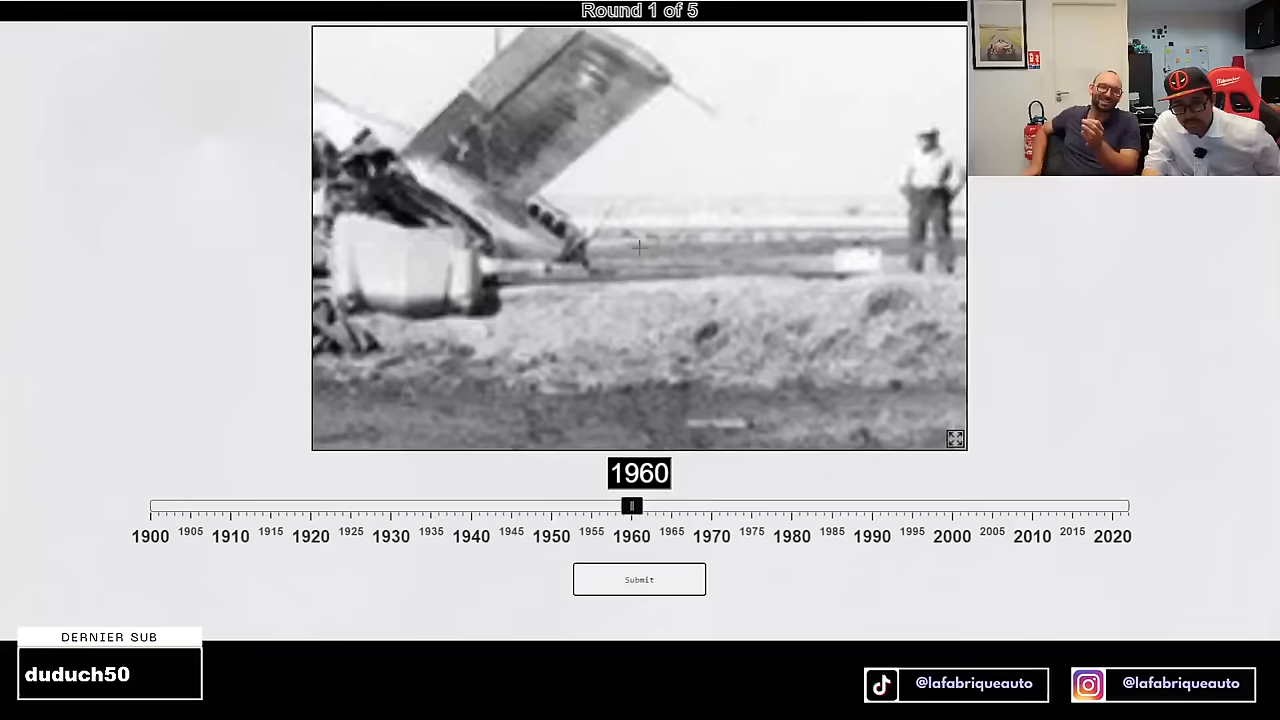 Round 1 of 5
1960
1900 1905 1910 1915 1920 1925 1930 1935 1940 1945 1950 1955 1960 1965 1970 1975 1980 1985 1990 1995 2000 2005 2010 2015 2020
Submit
DERNIER SUB
duduch50
@lafabriqueauto
@lafabriqueauto